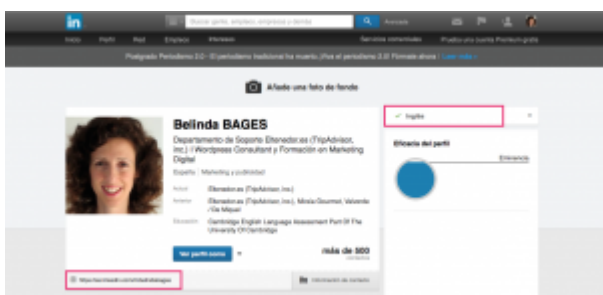 in
Buscar gente, empleos, empresas y demás
Avanzada
Inicio Perfil Red Empleos Intereses
Servicios comerciales Prueba una cuenta Premium gratis
Postgrado Periodismo 2.0 - El periodismo tradicional ha muerto ¡Viva el periodismo 2.0! Fórmate ahora
Añade una foto de fondo
Belinda BAGES
Departamento de Soporte Eltenedor.es (TripAdvisor,
Inc.) I Wordpress Consultant y Formación en Marketing
Digital
España Marketing y publicidad
Actual Eltenedor.es (TripAdvisor, Inc.)
Anterior Eltenedor.es (TripAdvisor, Inc.), Miralia Gourmet, Valverde
/ De Miguel
Educación Cambridge English Language Assessment Part Of The
University Of Cambridge
Ver perfil como
más de 500
contactos
Información de contacto
Inglés
Eficacia del perfil
Eminencia